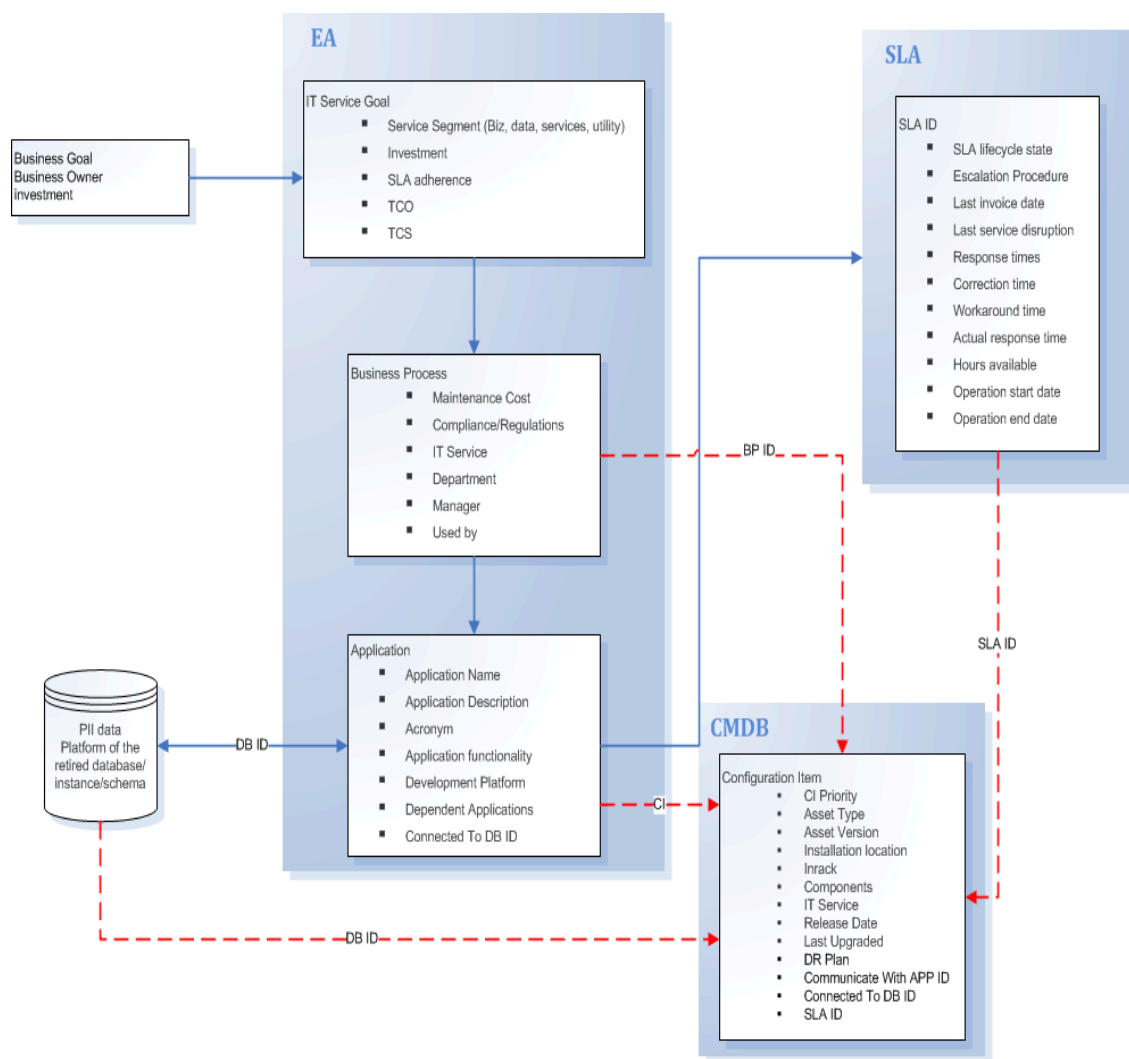 EA
IT Service Goal
▪ Service Segment (Biz, data, services, utility)
▪ Investment
▪ SLA adherence
▪ TCO
▪ TCS
Business Goal
Business Owner
investment
Business Process
▪ Maintenance Cost
▪ Compliance/Regulations
▪ IT Service
▪ Department
▪ Manager
▪ Used by
Application
▪ Application Name
▪ Application Description
▪ Acronym
▪ Application functionality
▪ Development Platform
▪ Dependent Applications
▪ Connected To DB ID
PII data
Platform of the
retired database/
instance/schema
DB ID
DB ID
CI
BP ID
SLA
SLA ID
▪ SLA lifecycle state
▪ Escalation Procedure
▪ Last invoice date
▪ Last service disruption
▪ Response times
▪ Correction time
▪ Workaround time
▪ Actual response time
▪ Hours available
▪ Operation start date
▪ Operation end date
SLA ID
CMDB
Configuration Item
▪ CI Priority
▪ Asset Type
▪ Asset Version
▪ Installation location
▪ Inrack
▪ Components
▪ IT Service
▪ Release Date
▪ Last Upgraded
▪ DR Plan
▪ Communicate With APP ID
▪ Connected To DB ID
▪ SLA ID